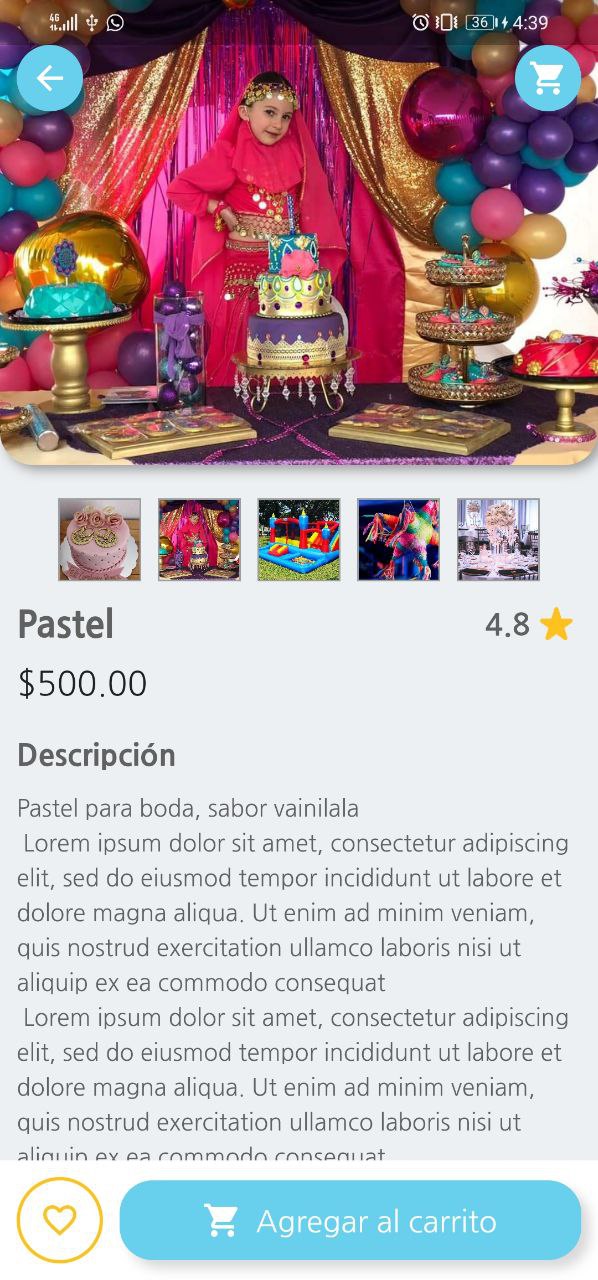 4G 36 4:39
Pastel 4.8
$500.00
Descripción
Pastel para boda, sabor vainilala
Lorem ipsum dolor sit amet, consectetur adipiscing
elit, sed do eiusmod tempor incididunt ut labore et
dolore magna aliqua. Ut enim ad minim veniam,
quis nostrud exercitation ullamco laboris nisi ut
aliquip ex ea commodo consequat
Lorem ipsum dolor sit amet, consectetur adipiscing
elit, sed do eiusmod tempor incididunt ut labore et
dolore magna aliqua. Ut enim ad minim veniam,
quis nostrud exercitation ullamco laboris nisi ut
aliquip ex ea commodo consequat
Agregar al carrito